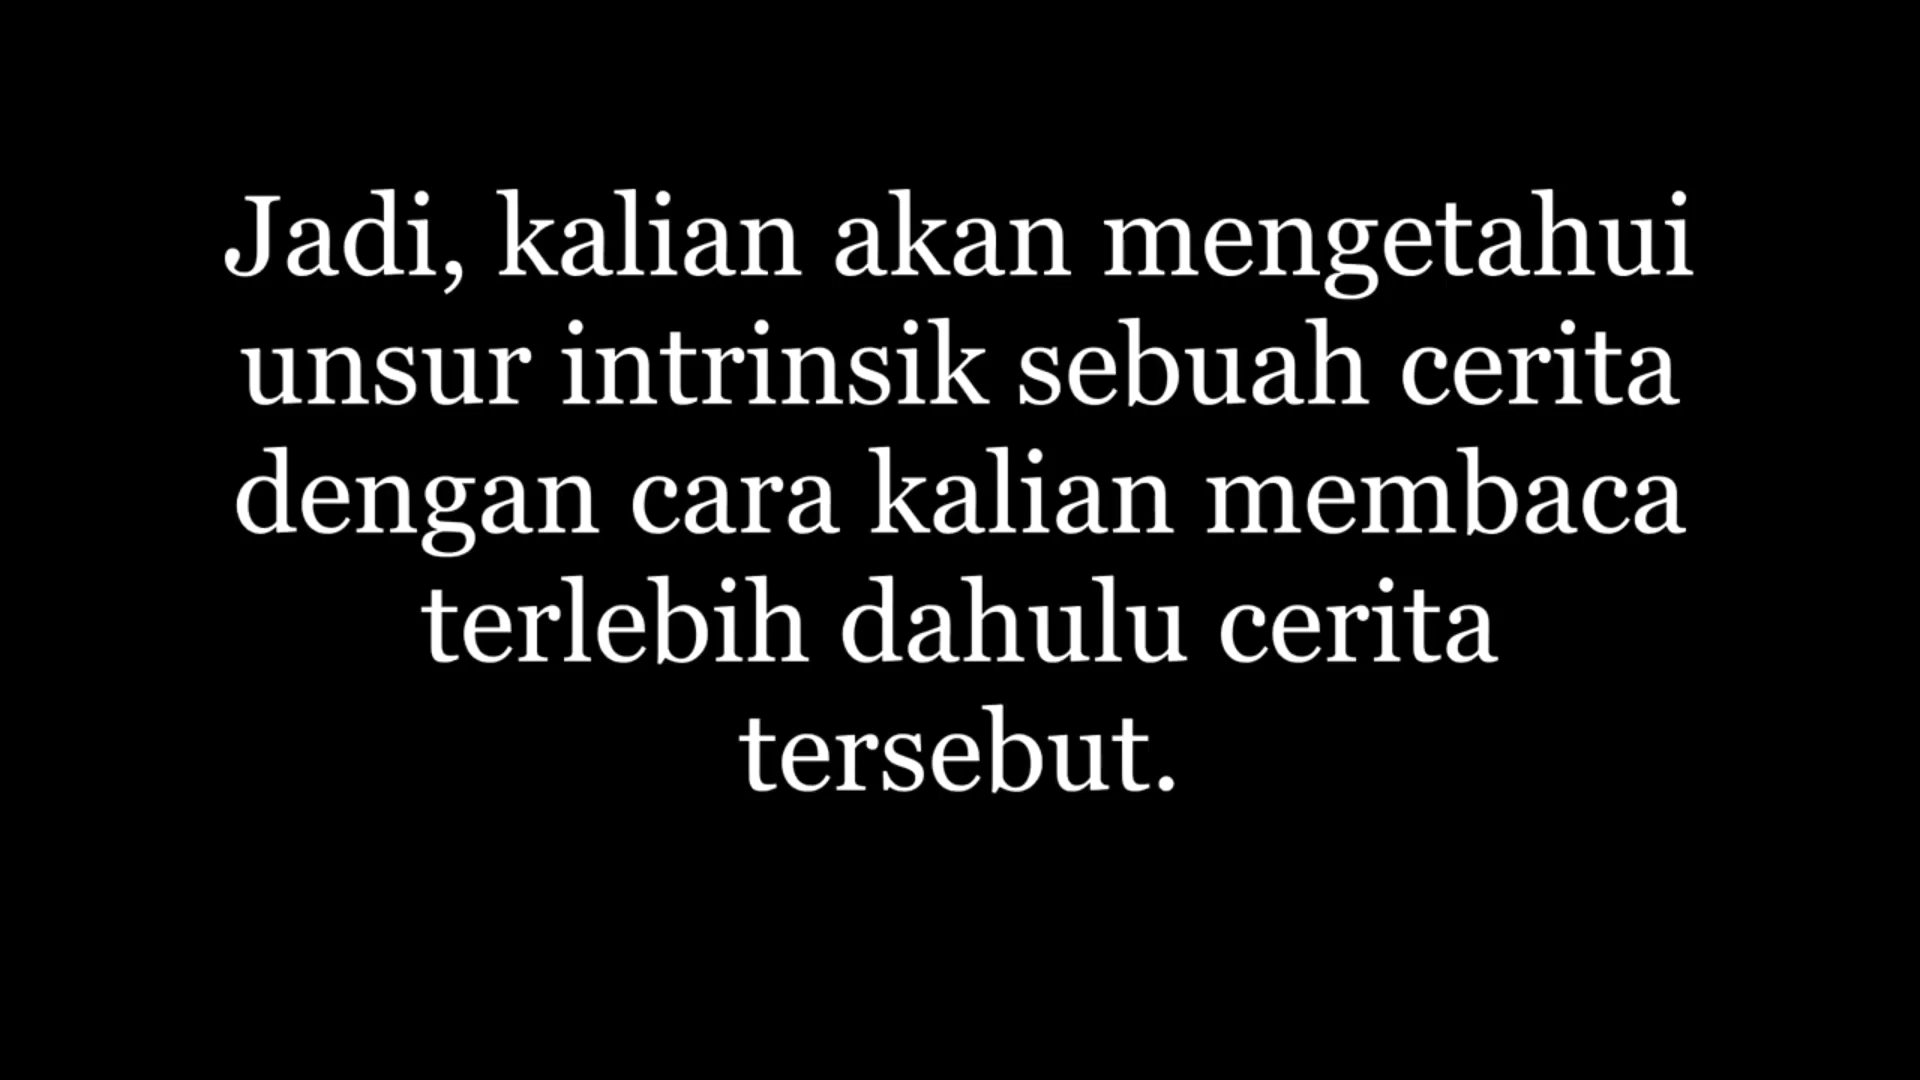 Jadi, kalian akan mengetahui
unsur intrinsik sebuah cerita
dengan cara kalian membaca
terlebih dahulu cerita
tersebut.